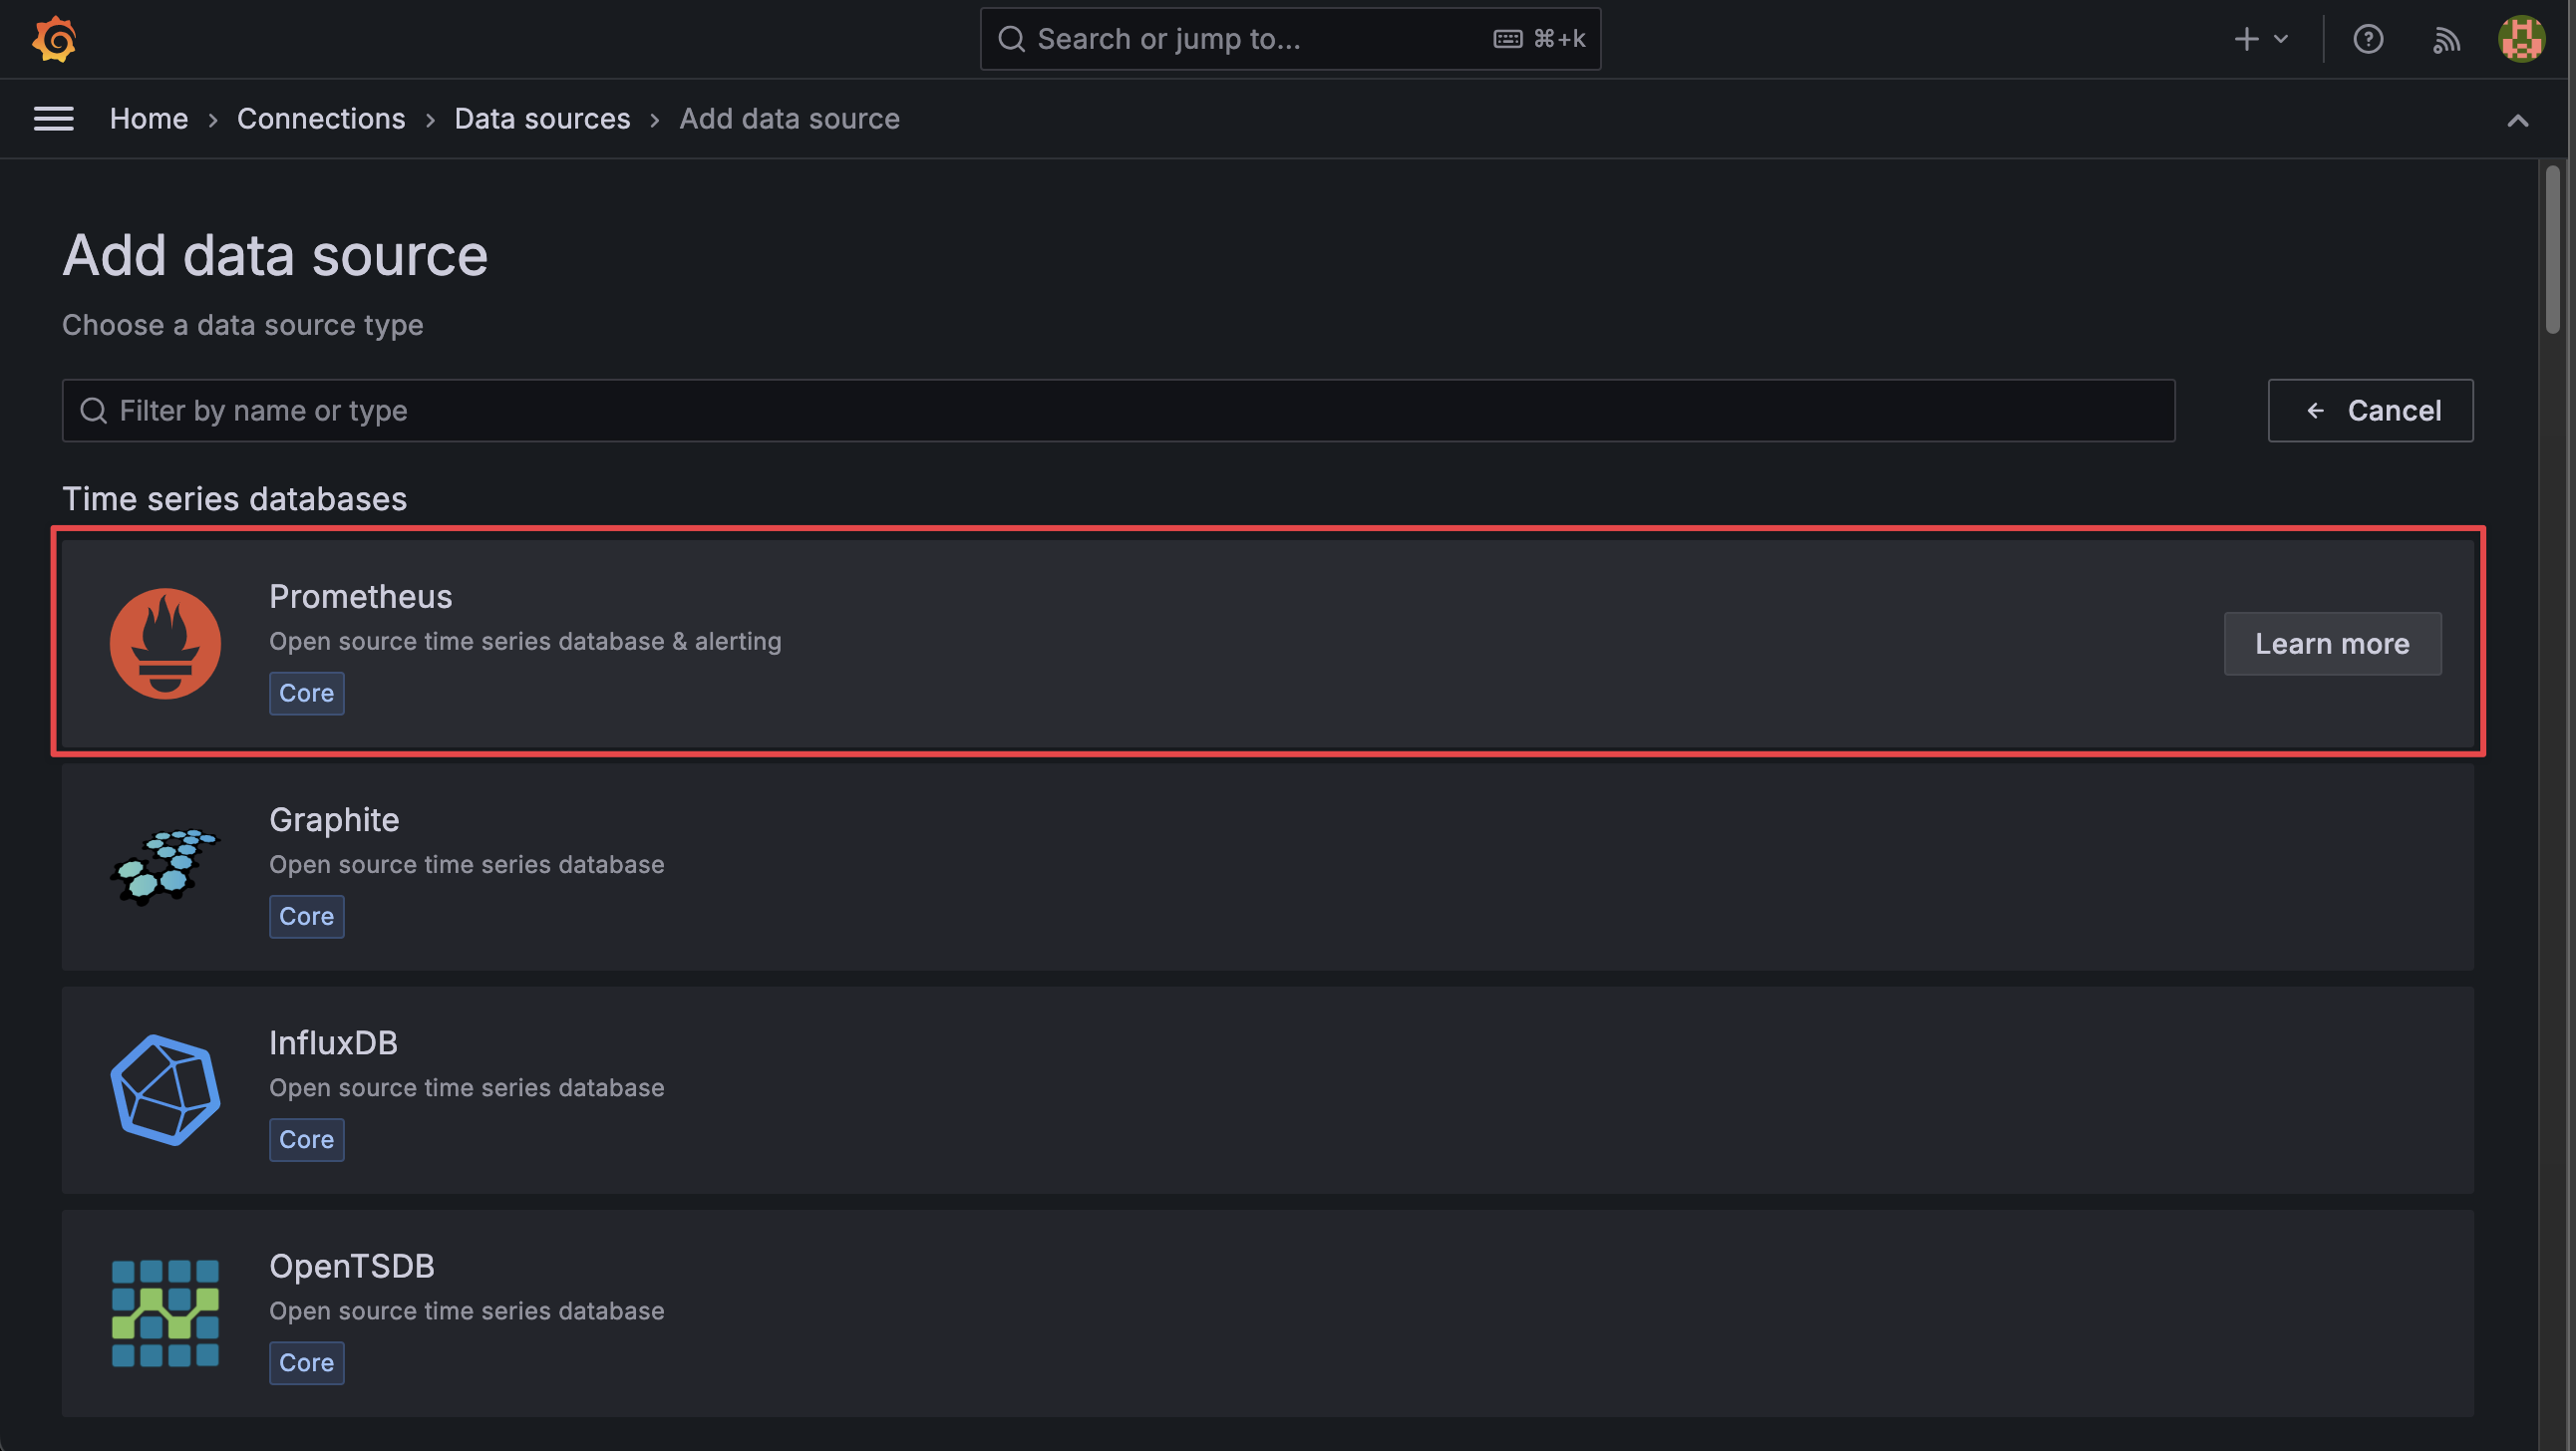 Search or jump to... ⌘+k
Home › Connections › Data sources › Add data source
Add data source
Choose a data source type
Filter by name or type
← Cancel
Time series databases
Prometheus
Open source time series database & alerting
Core
Learn more
Graphite
Open source time series database
Core
InfluxDB
Open source time series database
Core
OpenTSDB
Open source time series database
Core